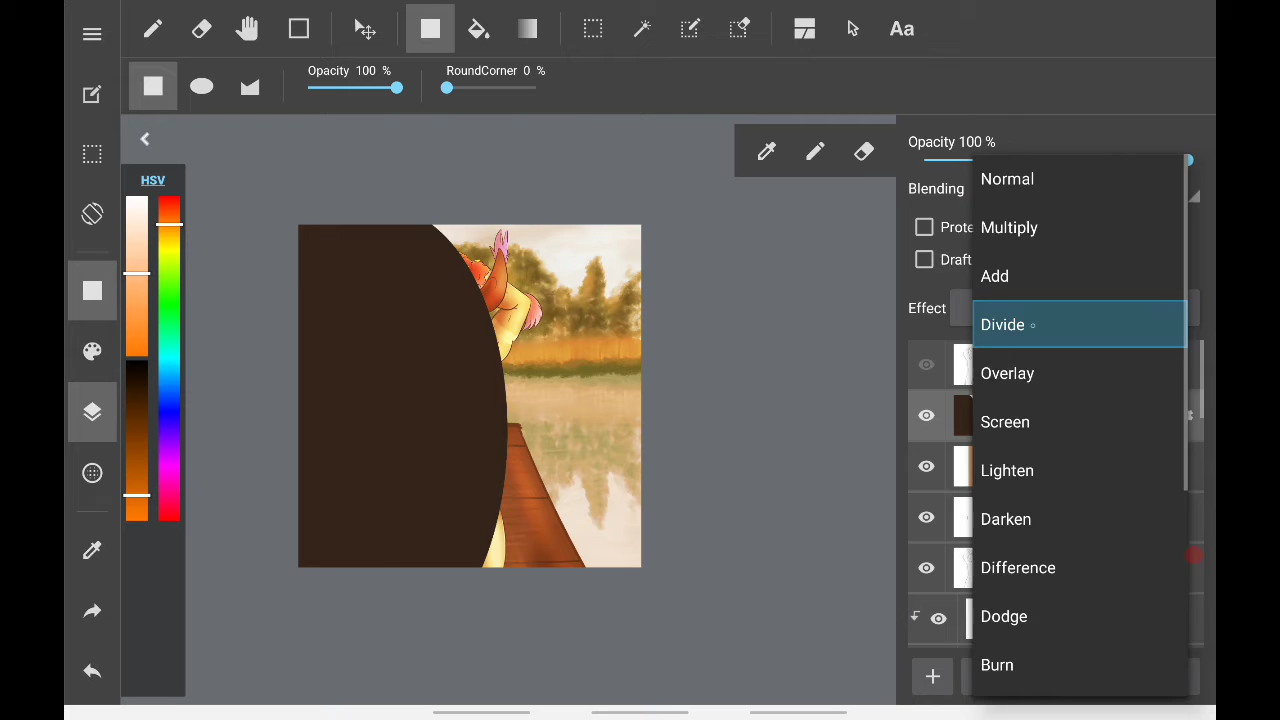 Aa
Opacity 100 %
RoundCorner 0 %
HSV
Opacity 100 %
Blending
Prote
Draft
Effect
Normal
Multiply
Add
Divide
Overlay
Screen
Lighten
Darken
Difference
Dodge
Burn